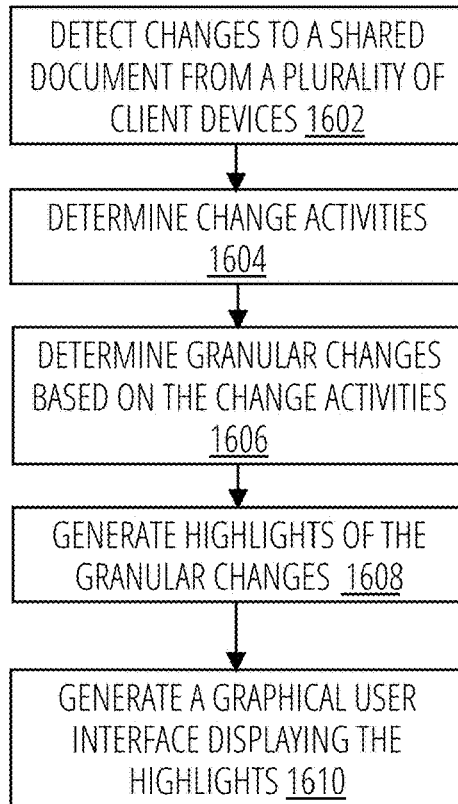 DETECT CHANGES TO A SHARED
DOCUMENT FROM A PLURALITY OF
CLIENT DEVICES 1602
DETERMINE CHANGE ACTIVITIES
1604
DETERMINE GRANULAR CHANGES
BASED ON THE CHANGE ACTIVITIES
1606
GENERATE HIGHLIGHTS OF THE
GRANULAR CHANGES 1608
GENERATE A GRAPHICAL USER
INTERFACE DISPLAYING THE
HIGHLIGHTS 1610